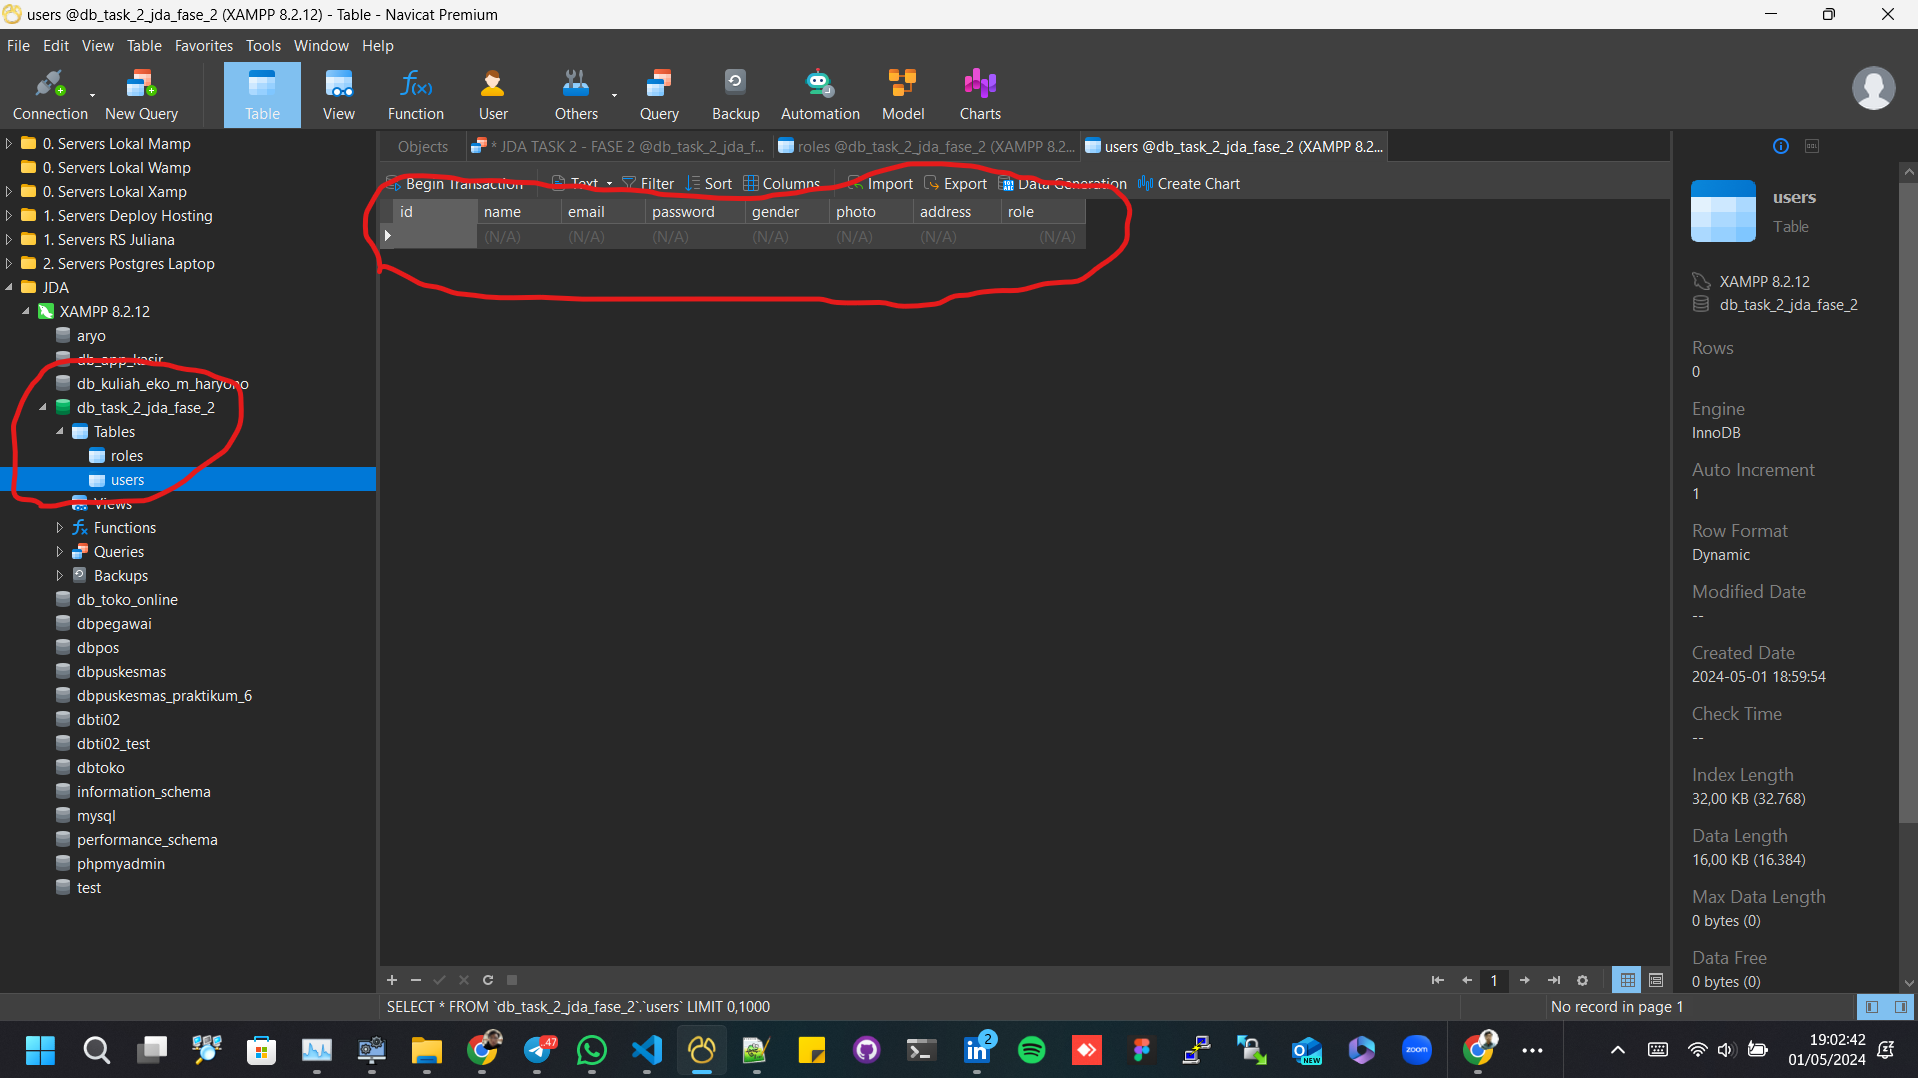 users @db_task_2_jda_fase_2 (XAMPP 8.2.12) - Table - Navicat Premium
File Edit View Table Favorites Tools Window Help
Connection New Query Table View Function User Others Query Backup Automation Model Charts
0. Servers Lokal Mamp
0. Servers Lokal Wamp
0. Servers Lokal Xamp
1. Servers Deploy Hosting
1. Servers RS Juliana
2. Servers Postgres Laptop
JDA
XAMPP 8.2.12
aryo
db_app_kasir
db_kuliah_eko_m_haryono
db_task_2_jda_fase_2
Tables
roles
users
Views
Functions
Queries
Backups
db_toko_online
dbpegawai
dbpos
dbpuskesmas
dbpuskesmas_praktikum_6
dbti02
dbti02_test
dbtoko
information_schema
mysql
performance_schema
phpmyadmin
test
Objects * JDA TASK 2 - FASE 2 @db_task_2_jda_f... roles @db_task_2_jda_fase_2 (XAMPP 8.2... users @db_task_2_jda_fase_2 (XAMPP 8.2...
Begin Transaction Text Filter Sort Columns Import Export Data Generation Create Chart
id name email password gender photo address role
(N/A) (N/A) (N/A) (N/A) (N/A) (N/A) (N/A)
users
Table
XAMPP 8.2.12
db_task_2_jda_fase_2
Rows
0
Engine
InnoDB
Auto Increment
1
Row Format
Dynamic
Modified Date
--
Created Date
2024-05-01 18:59:54
Check Time
--
Index Length
32,00 KB (32.768)
Data Length
16,00 KB (16.384)
Max Data Length
0 bytes (0)
Data Free
0 bytes (0)
1
SELECT * FROM `db_task_2_jda_fase_2`.`users` LIMIT 0,1000
No record in page 1
47
2
NEW
zoom
19:02:42
01/05/2024